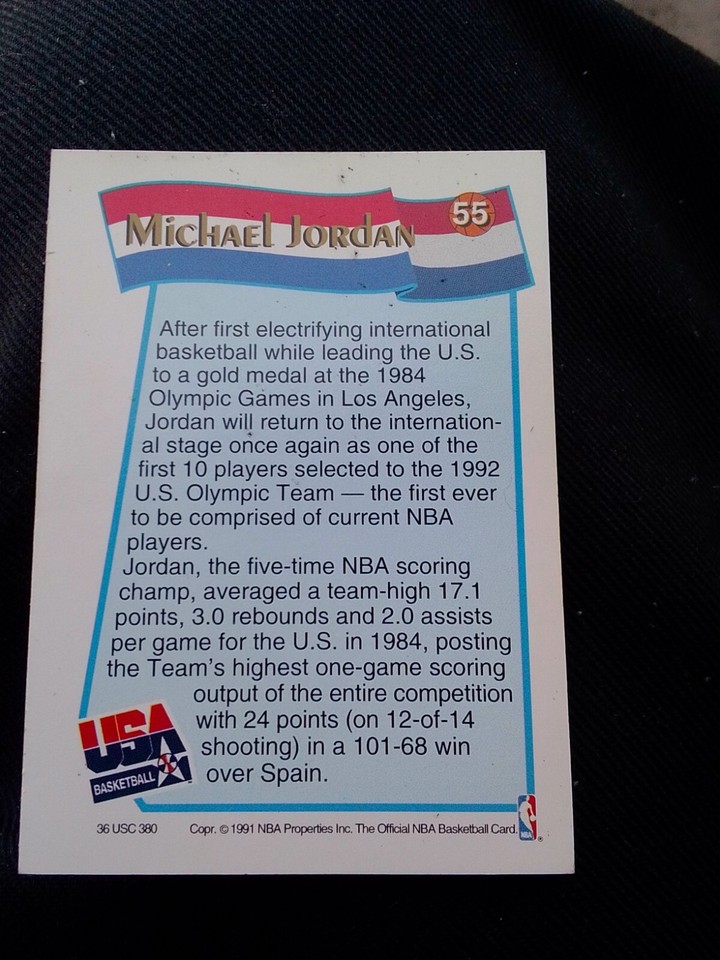 Michael Jordan
55
After first electrifying international
basketball while leading the U.S.
to a gold medal at the 1984
Olympic Games in Los Angeles,
Jordan will return to the internation-
al stage once again as one of the
first 10 players selected to the 1992
U.S. Olympic Team — the first ever
to be comprised of current NBA
players.
Jordan, the five-time NBA scoring
champ, averaged a team-high 17.1
points, 3.0 rebounds and 2.0 assists
per game for the U.S. in 1984, posting
the Team's highest one-game scoring
output of the entire competition
with 24 points (on 12-of-14
shooting) in a 101-68 win
over Spain.
USA
BASKETBALL
36 USC 380
Copr. © 1991 NBA Properties Inc. The Official NBA Basketball Card.
NBA
®